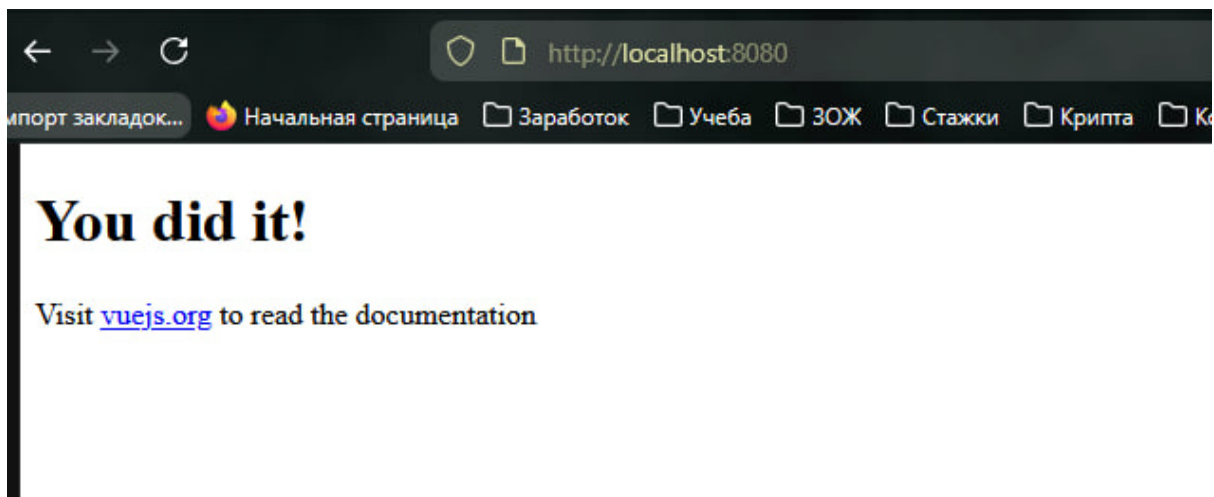 http://localhost:8080
мпорт закладок... Начальная страница Заработок Учеба ЗОЖ Стажки Крипта
You did it!
Visit vuejs.org to read the documentation